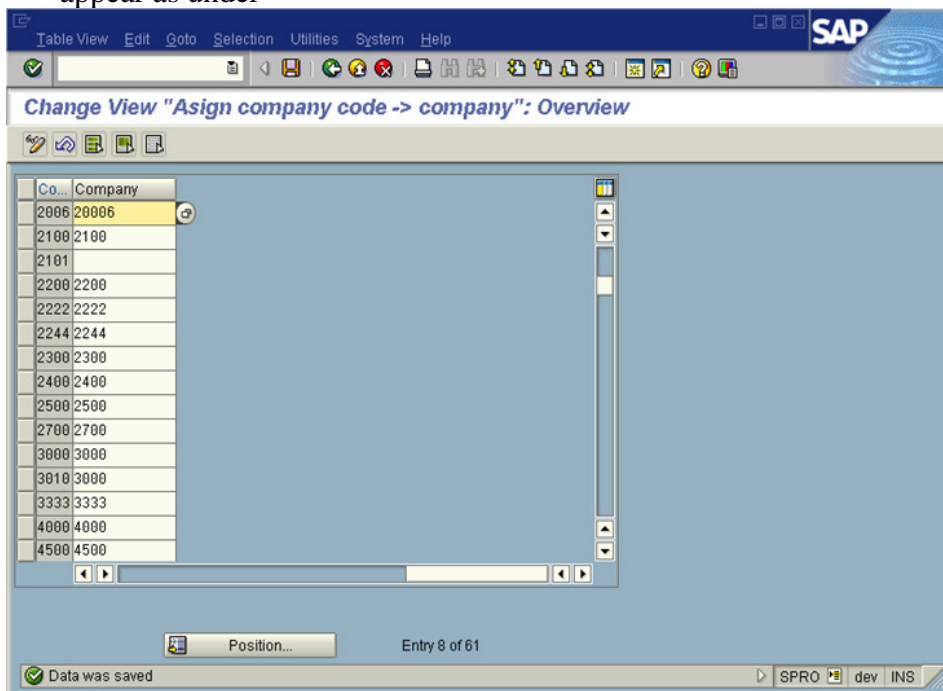 appear as under
Table View Edit Goto Selection Utilities System Help
SAP
Change View "Asign company code -> company": Overview
Co... Company
2006 20006
2100 2100
2101
2200 2200
2222 2222
2244 2244
2300 2300
2400 2400
2500 2500
2700 2700
3000 3000
3010 3000
3333 3333
4000 4000
4500 4500
Position... Entry 8 of 61
Data was saved SPRO dev INS